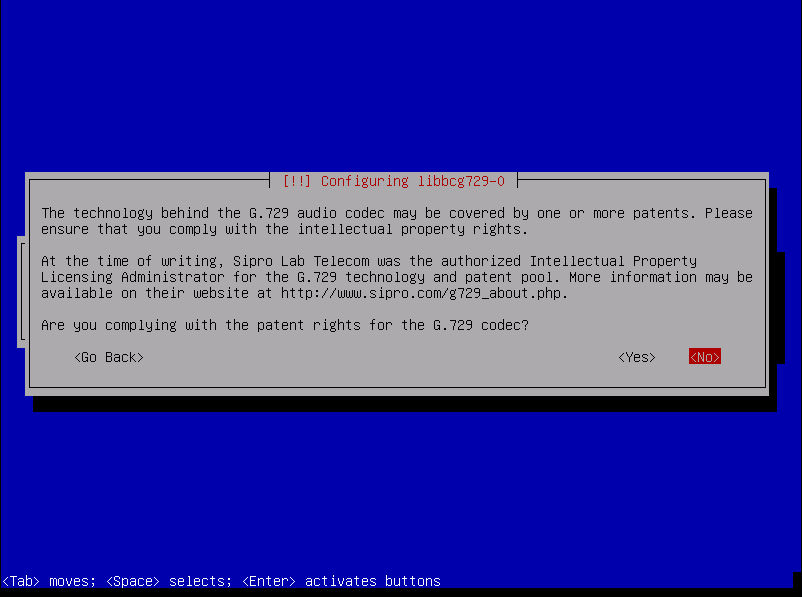 [!!] Configuring libbcg729-0
The technology behind the G.729 audio codec may be covered by one or more patents. Please
ensure that you comply with the intellectual property rights.
At the time of writing, Sipro Lab Telecom was the authorized Intellectual Property
Licensing Administrator for the G.729 technology and patent pool. More information may be
available on their website at http://www.sipro.com/g729_about.php.
Are you complying with the patent rights for the G.729 codec?
<Go Back> <Yes> <No>
<Tab> moves; <Space> selects; <Enter> activates buttons